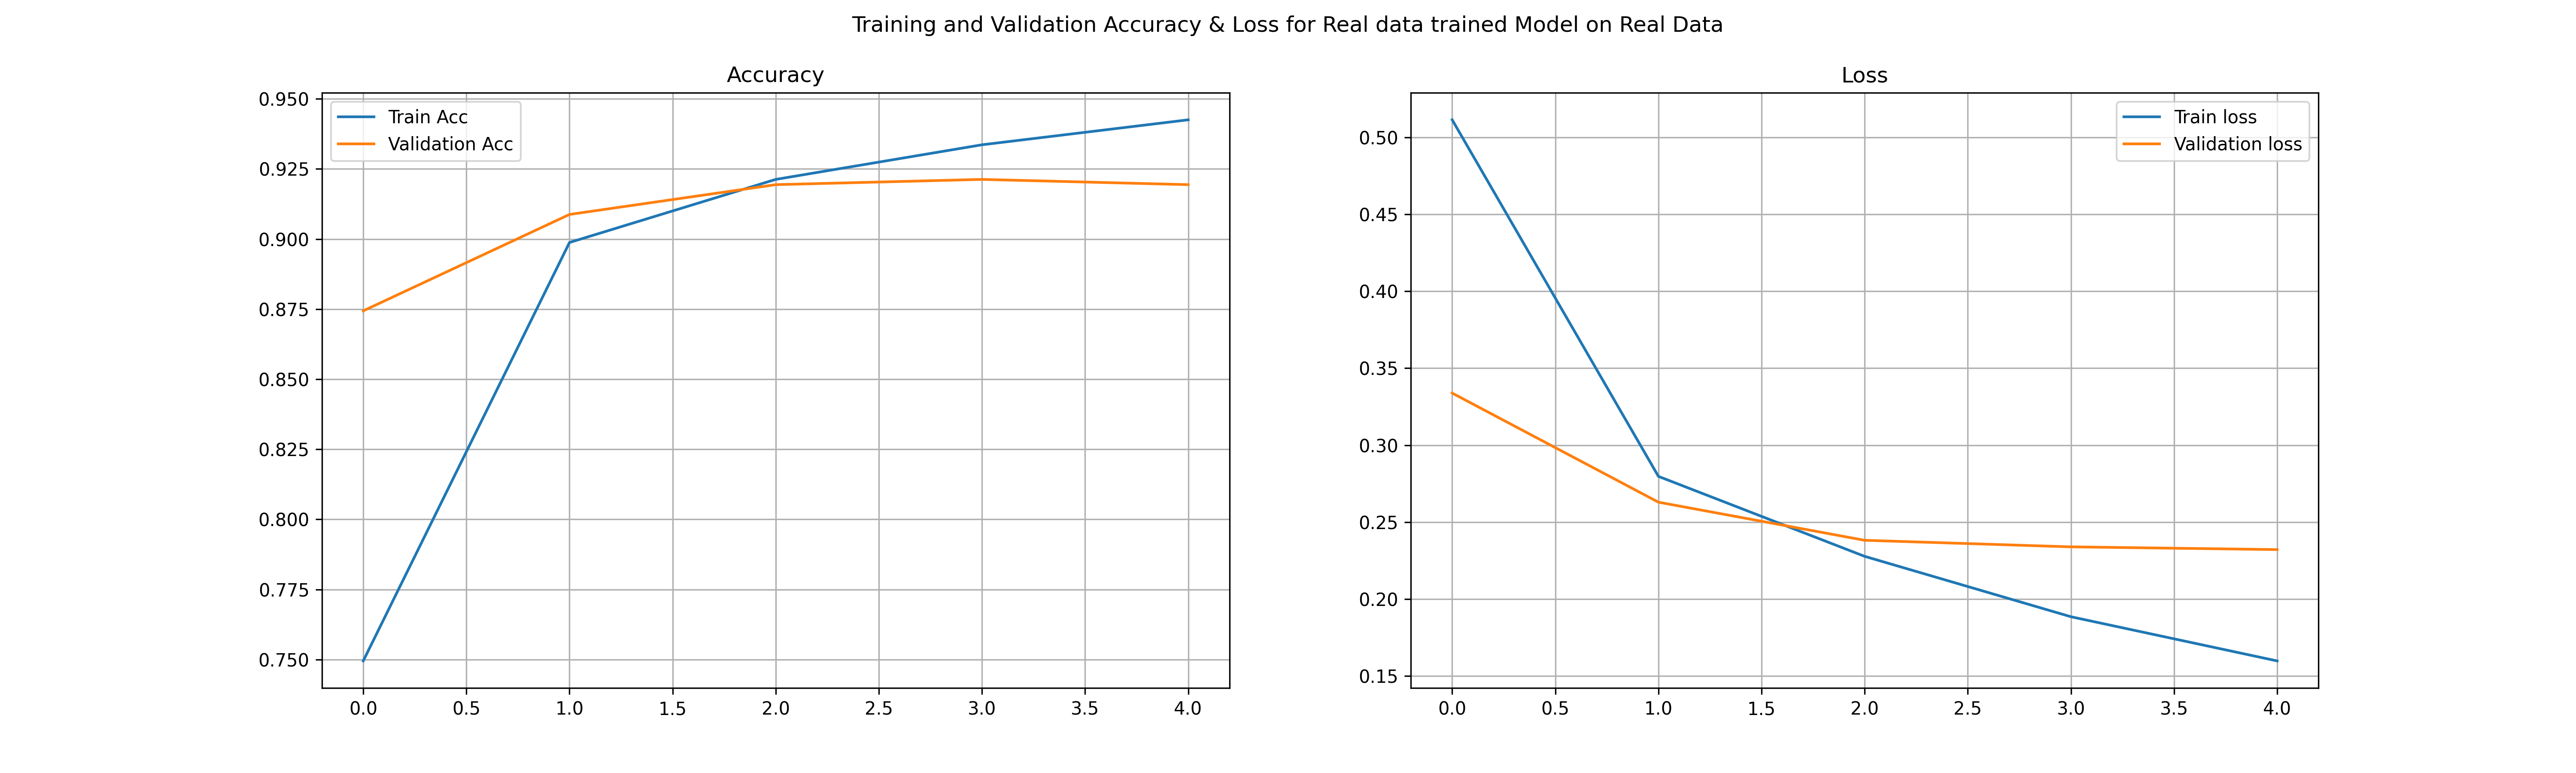 Training and Validation Accuracy & Loss for Real data trained Model on Real Data
Accuracy
0.950
0.925
0.900
0.875
0.850
0.825
0.800
0.775
0.750
Train Acc
Validation Acc
0.0 0.5 1.0 1.5 2.0 2.5 3.0 3.5 4.0
Loss
0.50
0.45
0.40
0.35
0.30
0.25
0.20
0.15
Train loss
Validation loss
0.0 0.5 1.0 1.5 2.0 2.5 3.0 3.5 4.0